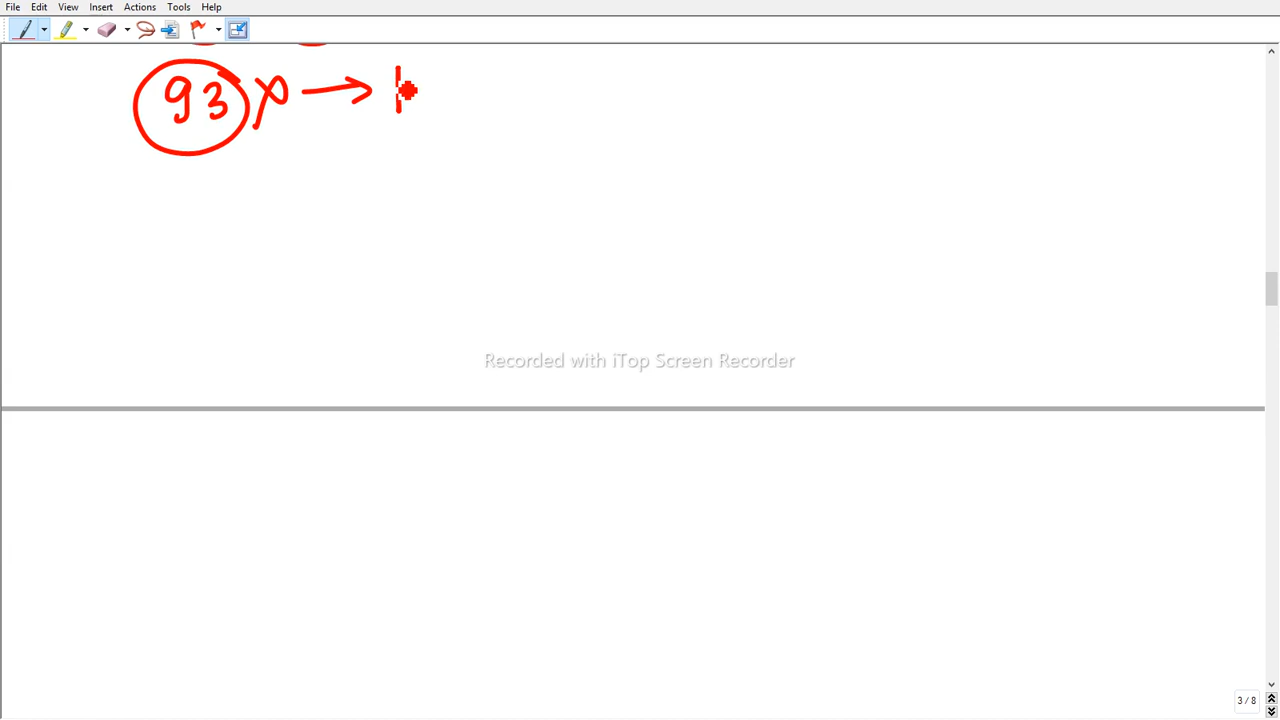 File Edit View Insert Actions Tools Help
93 x →
Recorded with iTop Screen Recorder
3 / 8